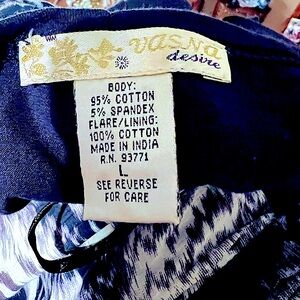 VASNA
desire
BODY:
95% COTTON
5% SPANDEX
FLARE/LINING:
100% COTTON
MADE IN INDIA
R.N. 93771
L
SEE REVERSE
FOR CARE